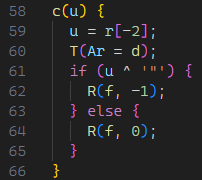 58 c(u) {
59 u = r[-2];
60 T(Ar = d);
61 if (u ^ '"') {
62 R(f, -1);
63 } else {
64 R(f, 0);
65 }
66 }